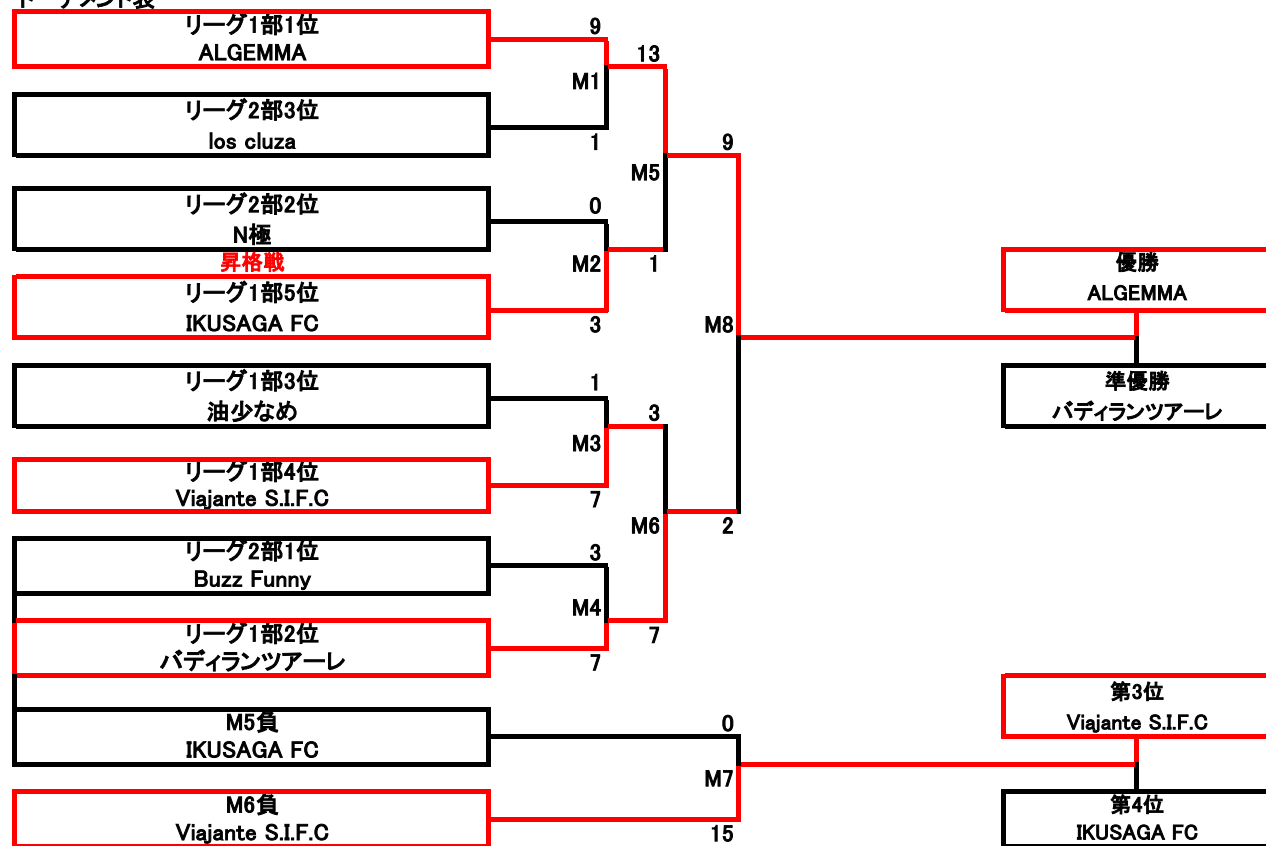 トーナメント表
リーグ1部1位
ALGEMMA
9
13
M1
リーグ2部3位
los cluza
1
9
M5
リーグ2部2位
N極
0
昇格戦
M2
1
リーグ1部5位
IKUSAGA FC
3
M8
優勝
ALGEMMA
準優勝
バディランツアーレ
リーグ1部3位
油少なめ
1
3
M3
リーグ1部4位
Viajante S.I.F.C
7
M6
2
リーグ2部1位
Buzz Funny
3
M4
7
リーグ1部2位
バディランツアーレ
7
M5負
IKUSAGA FC
0
M7
第3位
Viajante S.I.F.C
M6負
Viajante S.I.F.C
15
第4位
IKUSAGA FC